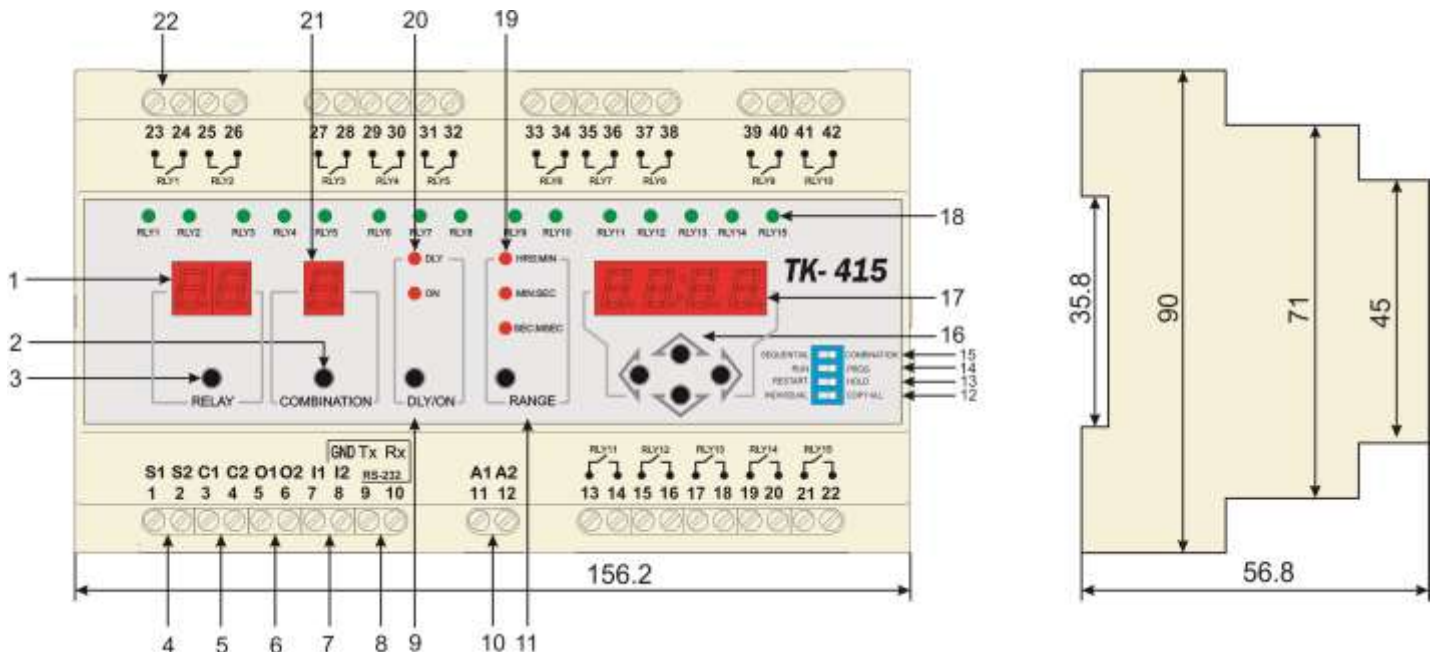 22 21 20 19
23 24 25 26 27 28 29 30 31 32 33 34 35 36 37 38 39 40 41 42
RLY1 RLY2 RLY3 RLY4 RLY5 RLY6 RLY7 RLY9 RLY10
18
RLY1 RLY2 RLY3 RLY4 RLY5 RLY6 RLY7 RLY8 RLY9 RLY10 RLY11 RLY12 RLY13 RLY14 RLY15
1 DLY HRS:MIN TK- 415
ON MIN:SEC 17
2 SEC:MSEC 16
SEQUENTIAL COMBINATION 15
3 RUN PROG 14
RESTART HOLD 13
INDIVIDUAL COPY ALL 12
RELAY COMBINATION DLY/ON RANGE
GND Tx Rx
RLY11 RLY12 RLY13 RLY14
S1 S2 C1 C2 O1 O2 I1 I2 RS-232 A1 A2
1 2 3 4 5 6 7 8 9 10 11 12 13 14 15 16 17 18 19 20 21 22
156.2
4 5 6 7 8 9 10 11
35.8 90 71 45
56.8